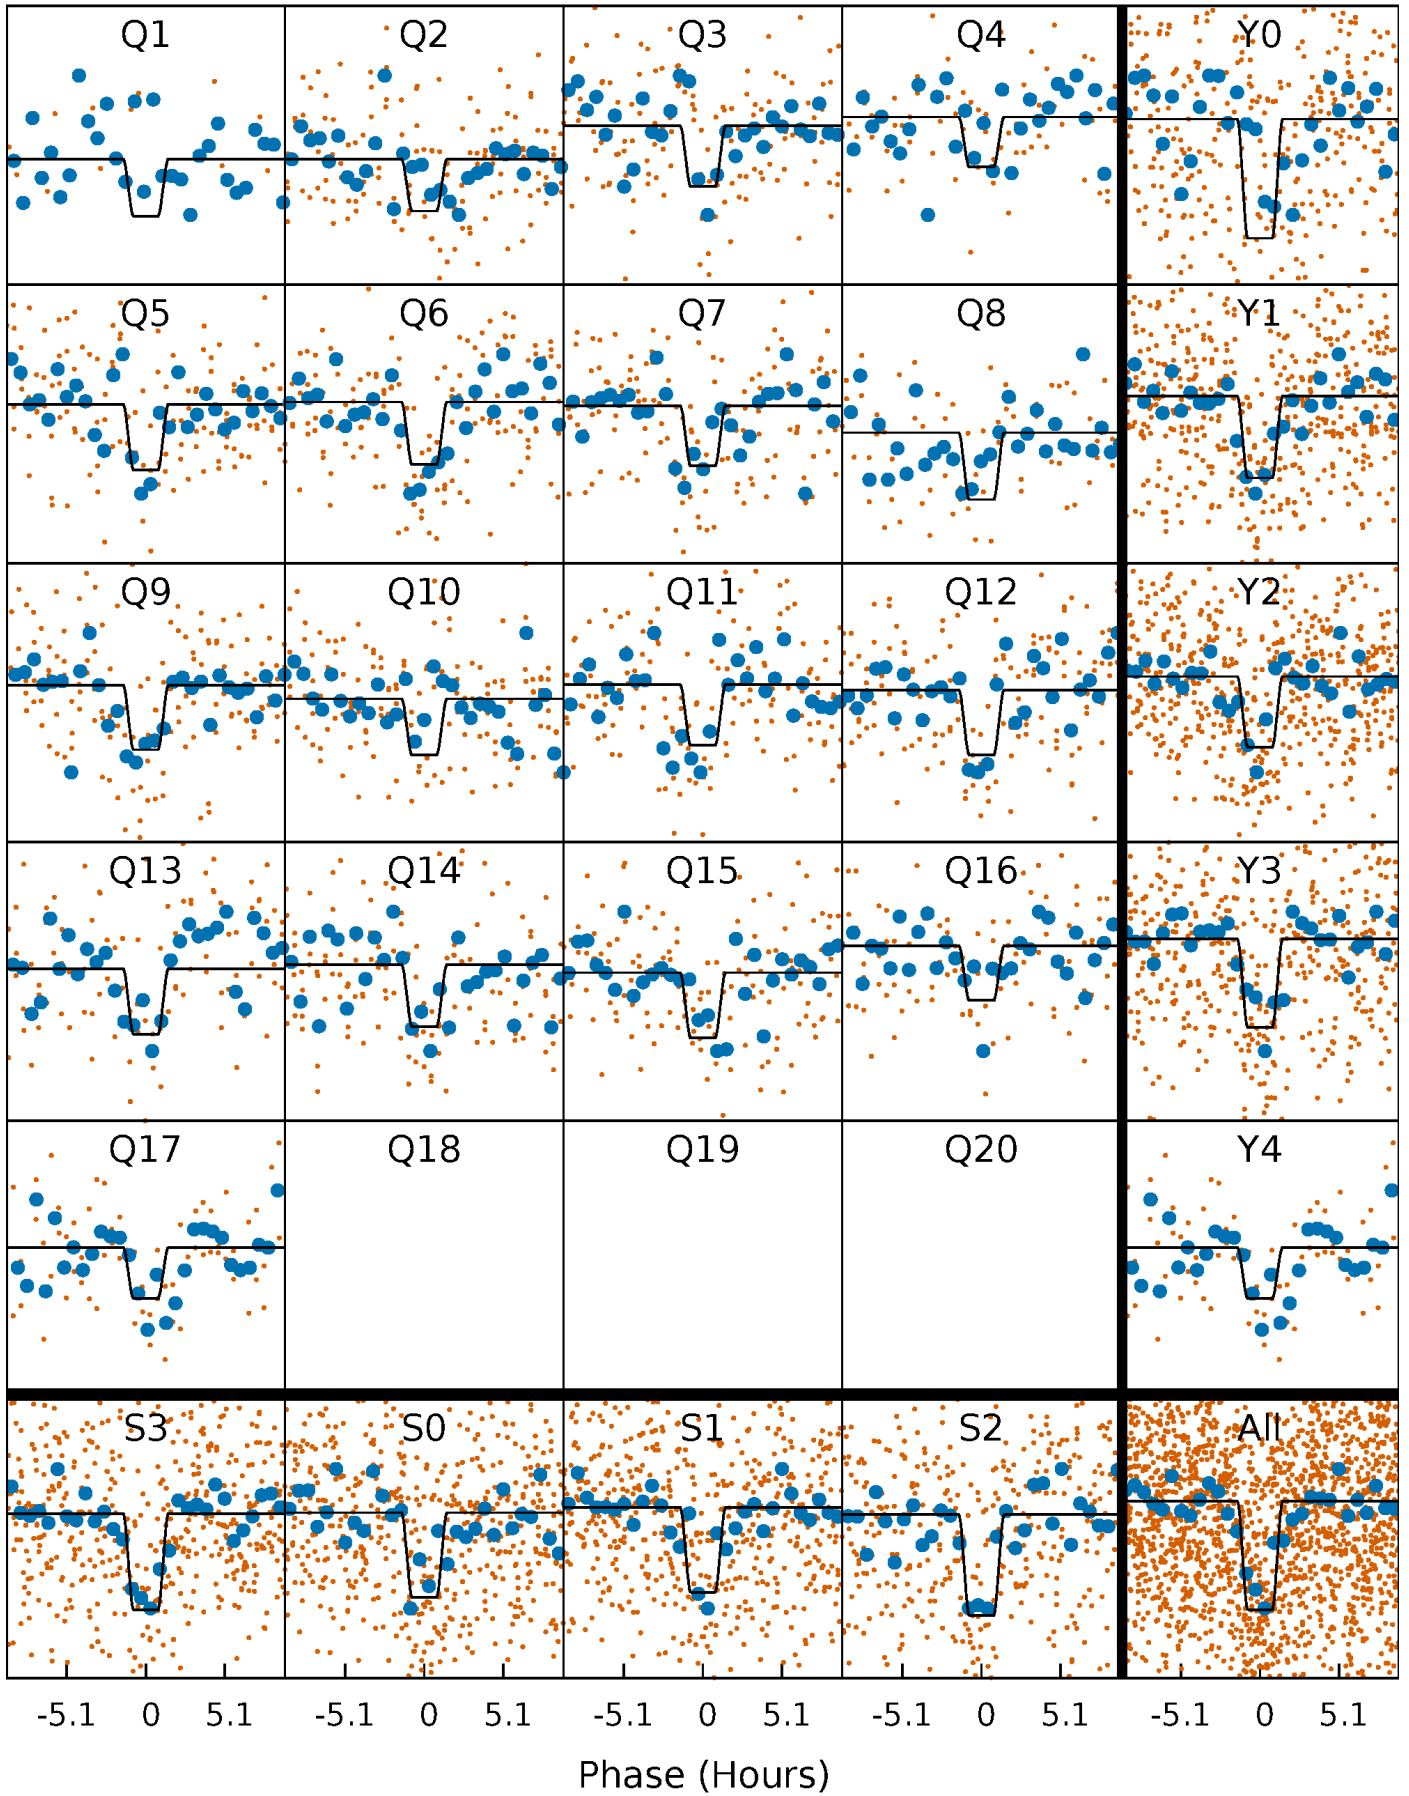 Q1 Q2 Q3 Q4 Y0
Q5 Q6 Q7 Q8 Y1
Q9 Q10 Q11 Q12 Y2
Q13 Q14 Q15 Q16 Y3
Q17 Q18 Q19 Q20 Y4
S3 S0 S1 S2 All
-5.1 0 5.1 -5.1 0 5.1 -5.1 0 5.1 -5.1 0 5.1 -5.1 0 5.1
Phase (Hours)